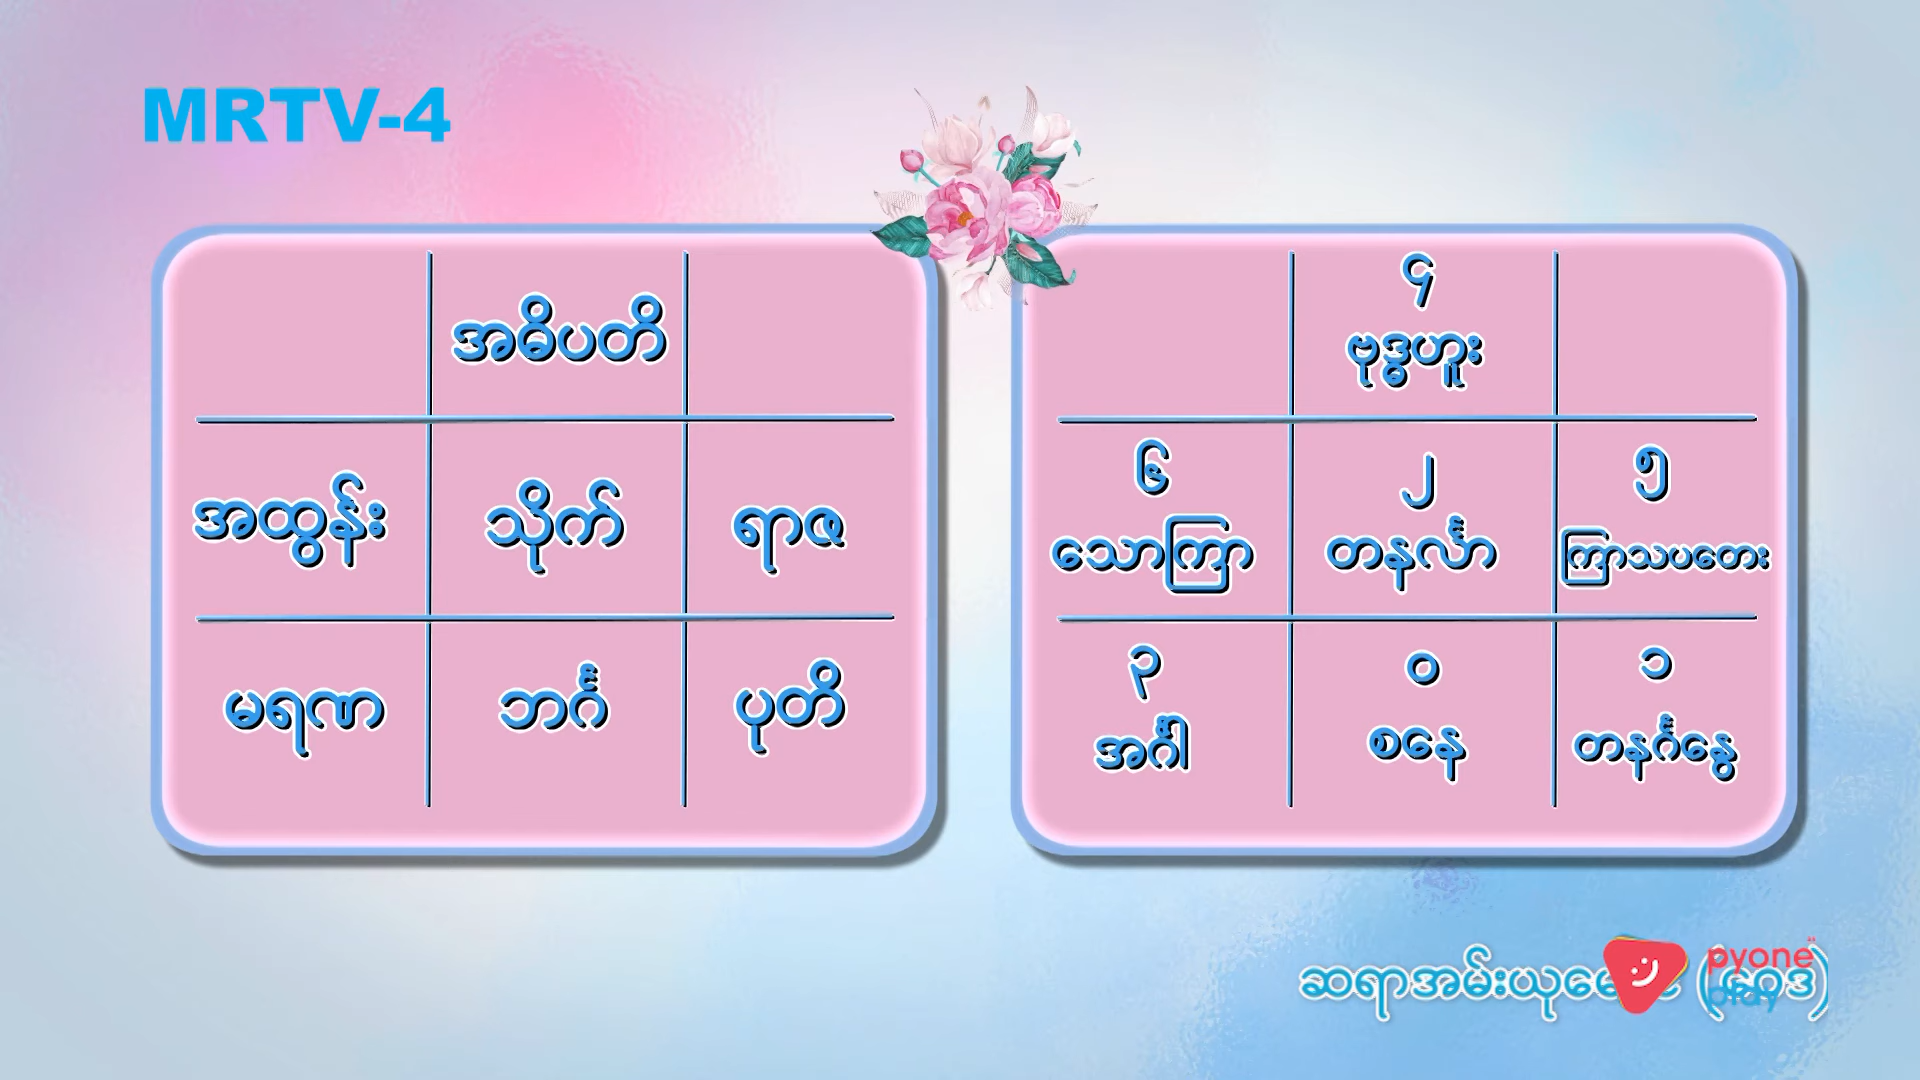 MRTV-4
အဓိပတိ
အထွန်း သိုက် ရာဇ
မရဏ ဘင်္ဂ ပုတိ
၄
ဗုဒ္ဓဟူး
၆ ၂ ၅
သောကြာ တနင်္လာ ကြာသပတေး
၃ ၀ ၁
အင်္ဂါ စနေ တနင်္ဂနွေ
ဆရာအမ်းယု
pyone
play